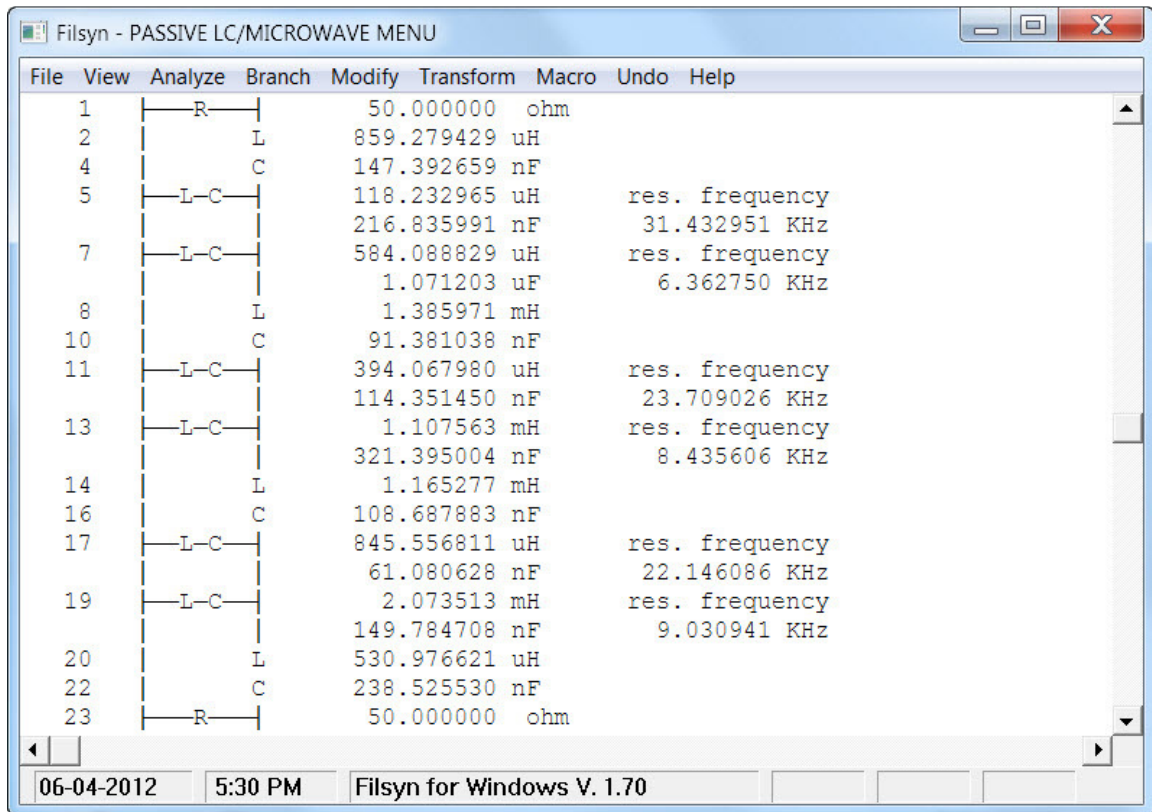 Filsyn - PASSIVE LC/MICROWAVE MENU
File View Analyze Branch Modify Transform Macro Undo Help
1 R 50.000000 ohm
2 L 859.279429 uH
4 C 147.392659 nF
5 L-C 118.232965 uH res. frequency
216.835991 nF 31.432951 KHz
7 L-C 584.088829 uH res. frequency
1.071203 uF 6.362750 KHz
8 L 1.385971 mH
10 C 91.381038 nF
11 L-C 394.067980 uH res. frequency
114.351450 nF 23.709026 KHz
13 L-C 1.107563 mH res. frequency
321.395004 nF 8.435606 KHz
14 L 1.165277 mH
16 C 108.687883 nF
17 L-C 845.556811 uH res. frequency
61.080628 nF 22.146086 KHz
19 L-C 2.073513 mH res. frequency
149.784708 nF 9.030941 KHz
20 L 530.976621 uH
22 C 238.525530 nF
23 R 50.000000 ohm
06-04-2012 5:30 PM Filsyn for Windows V. 1.70